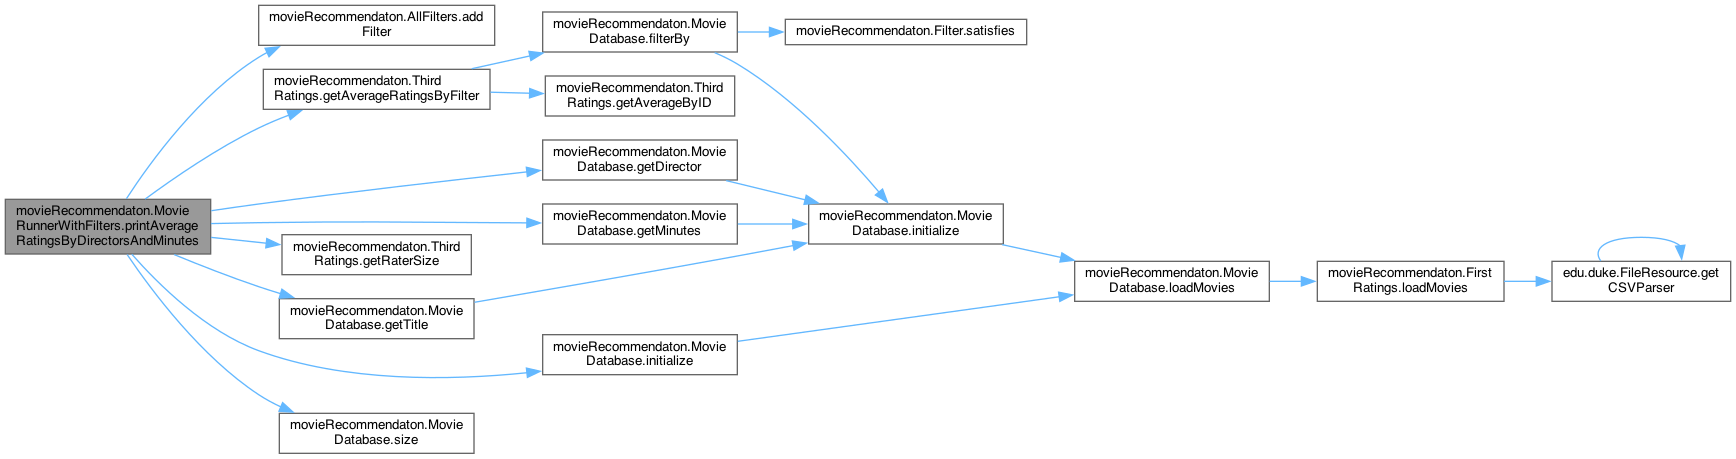 movieRecommendaton.Movie
RunnerWithFilters.printAverage
RatingsByDirectorsAndMinutes
movieRecommendaton.AllFilters.add
Filter
movieRecommendaton.Third
Ratings.getAverageRatingsByFilter
movieRecommendaton.Movie
Database.filterBy
movieRecommendaton.Filter.satisfies
movieRecommendaton.Third
Ratings.getAverageByID
movieRecommendaton.Movie
Database.getDirector
movieRecommendaton.Movie
Database.getMinutes
movieRecommendaton.Movie
Database.initialize
movieRecommendaton.Third
Ratings.getRaterSize
movieRecommendaton.Movie
Database.getTitle
movieRecommendaton.Movie
Database.loadMovies
movieRecommendaton.First
Ratings.loadMovies
edu.duke.FileResource.get
CSVParser
movieRecommendaton.Movie
Database.initialize
movieRecommendaton.Movie
Database.size